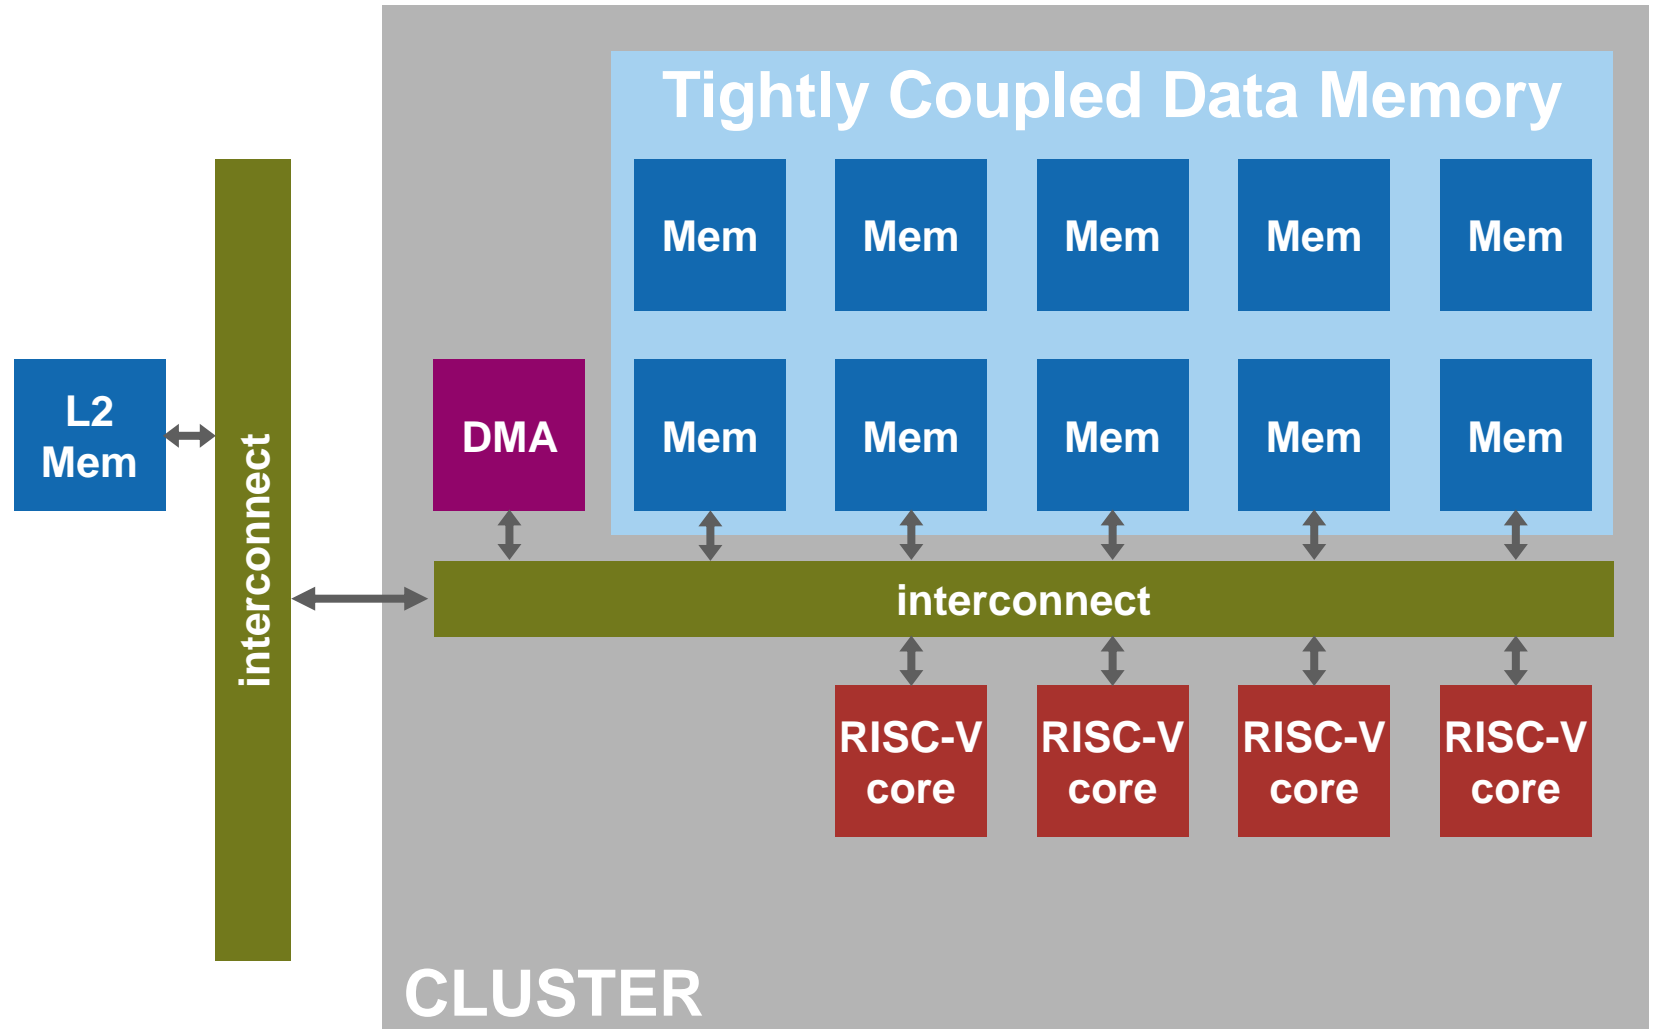 Tightly Coupled Data Memory
Mem
Mem
Mem
Mem
Mem
L2
Mem
interconnect
DMA
Mem
Mem
Mem
Mem
Mem
interconnect
RISC-V
core
RISC-V
core
RISC-V
core
RISC-V
core
CLUSTER